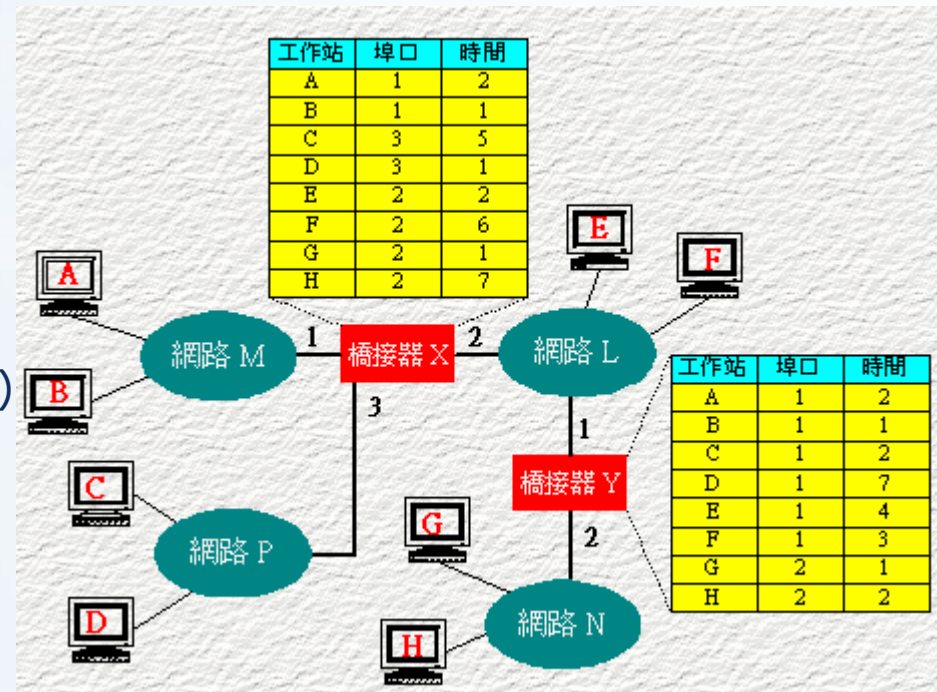 工作站 埠口 時間
A 1 2
B 1 1
C 3 5
D 3 1
E 2 2
F 2 6
G 2 1
H 2 7
E
F
A
網路 M
1
橋接器 X
2
網路 L
)
B
3
工作站 埠口 時間
A 1 2
B 1 1
C 1 2
D 1 7
E 1 4
F 1 3
G 2 1
H 2 2
1
橋接器 Y
2
C
網路 P
D
G
網路 N
H